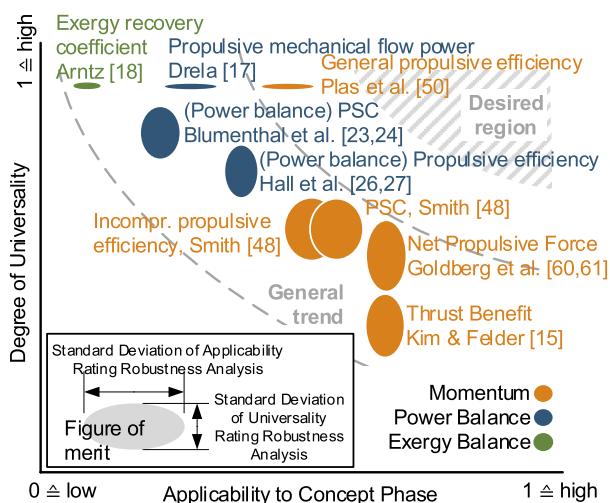 Exergy recovery
coefficient
Arntz [18]
Propulsive mechanical flow power
Drela [17]
General propulsive efficiency
Plas et al. [50]
Desired
region
(Power balance) PSC
Blumenthal et al. [23,24]
(Power balance) Propulsive efficiency
Hall et al. [26,27]
PSC, Smith [48]
Incompr. propulsive
efficiency, Smith [48]
Net Propulsive Force
Goldberg et al. [60,61]
General
trend
Thrust Benefit
Kim & Felder [15]
Standard Deviation of Applicability
Rating Robustness Analysis
Standard Deviation
of Universality
Rating Robustness
Analysis
Figure of
merit
Momentum
Power Balance
Exergy Balance
1 ≙ high
Degree of Universality
0 ≙ low
Applicability to Concept Phase
1 ≙ high